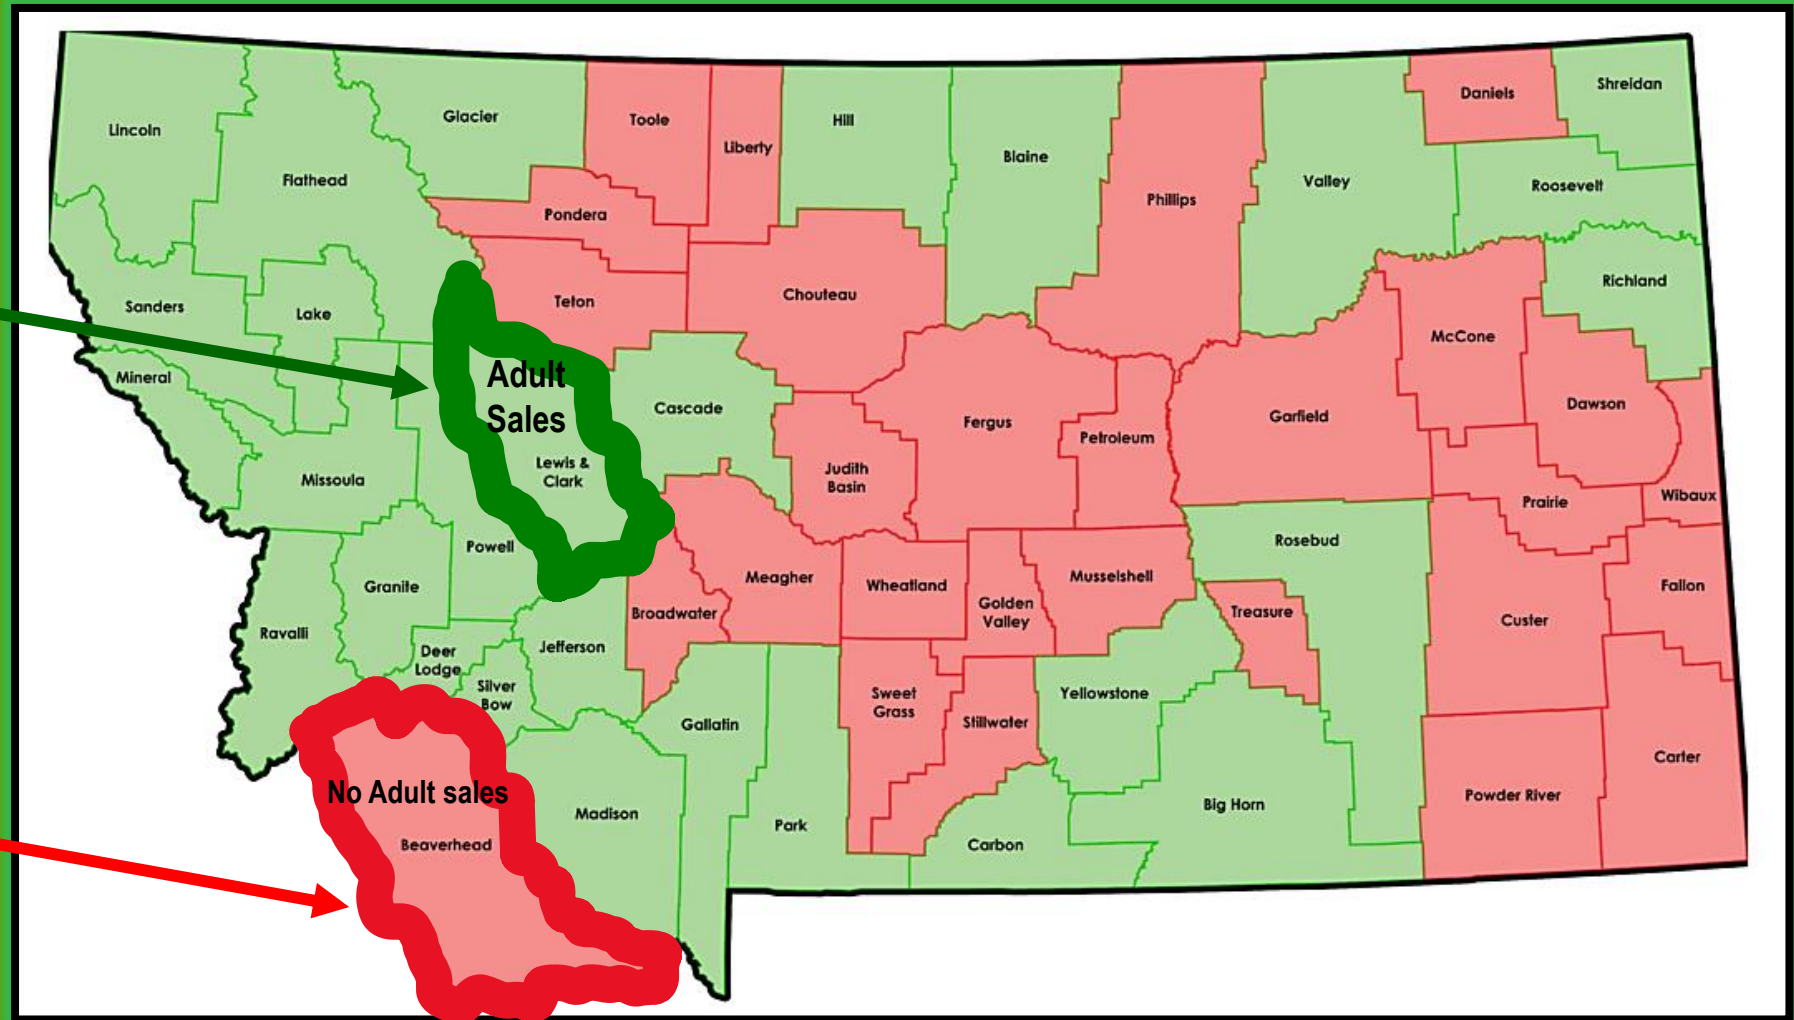 Lincoln
Flathead
Glacier
Toole
Liberty
Hill
Blaine
Phillips
Valley
Daniels
Shreidan
Roosevelt
Richland
Pondera
Teton
Chouteau
Sanders
Lake
Mineral
Missoula
Adult
Sales
Lewis &
Clark
Cascade
Judith
Basin
Fergus
Petroleum
Garfield
McCone
Dawson
Prairie
Wibaux
Powell
Granite
Ravalli
Deer
Lodge
Silver
Bow
Jefferson
Broadwater
Meagher
Wheatland
Golden
Valley
Musselshell
Rosebud
Treasure
Custer
Fallon
No Adult sales
Beaverhead
Madison
Gallatin
Park
Sweet
Grass
Stillwater
Yellowstone
Carbon
Big Horn
Powder River
Carter